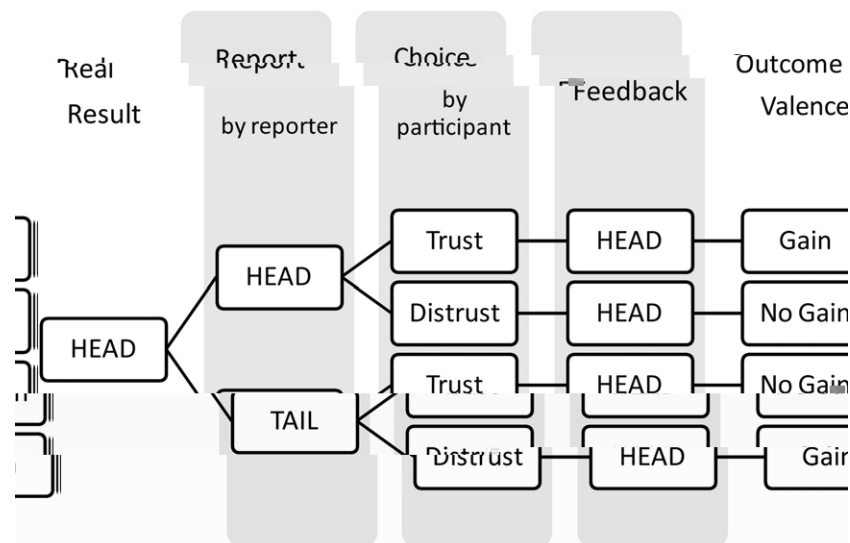 Real
Result
Report
by reporter
Choice
by
participant
Feedback
Outcome
Valence
HEAD
HEAD
TAIL
Trust
HEAD
Gain
Distrust
HEAD
No Gain
Trust
HEAD
No Gain
Distrust
HEAD
Gain